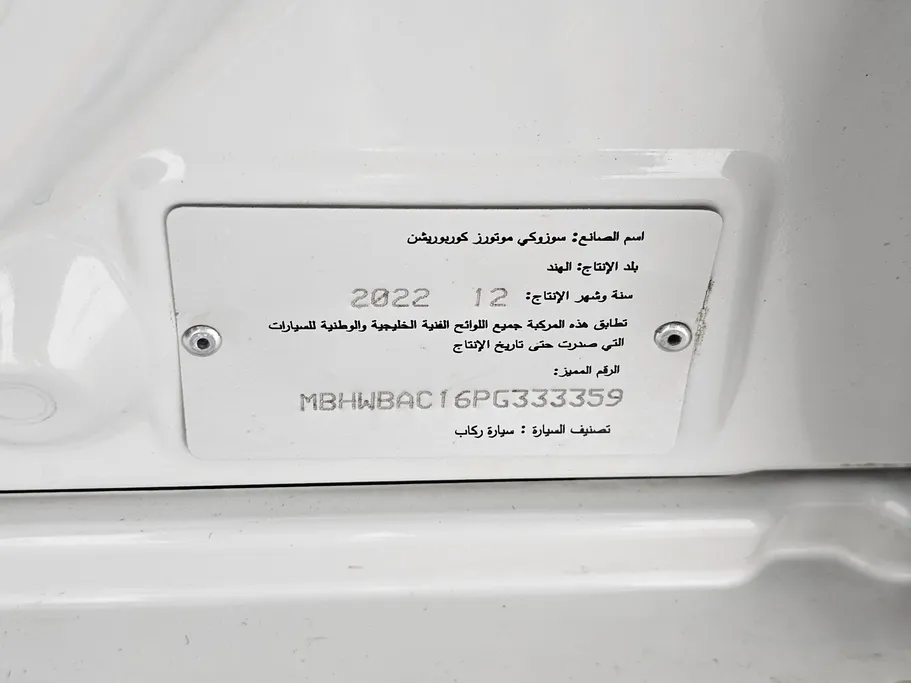 اسم الصانع: سوزوكي موتورز كوربوريشن
بلد الإنتاج: الهند
سنة وشهر الإنتاج: 12 2022
تطابق هذه المركبة جميع اللوائح الفنية الخليجية والوطنية للسيارات
التي صدرت حتى تاريخ الإنتاج
الرقم المميز:
MBHWBAC16PG333359
تصنيف السيارة : سيارة ركاب